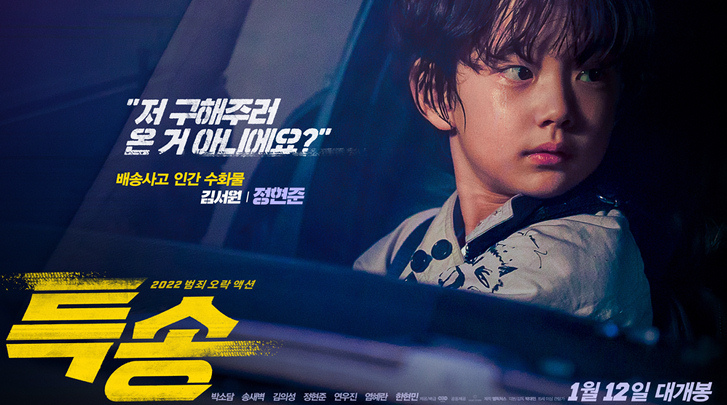 "저 구해주러
온 거 아니에요?"
배송사고 인간 수화물
김서원 | 정현준
2022 범죄 오락 액션
특송
박소담 송새벽 김의성 정현준 연우진 염혜란 한현민
1월 12일 대개봉